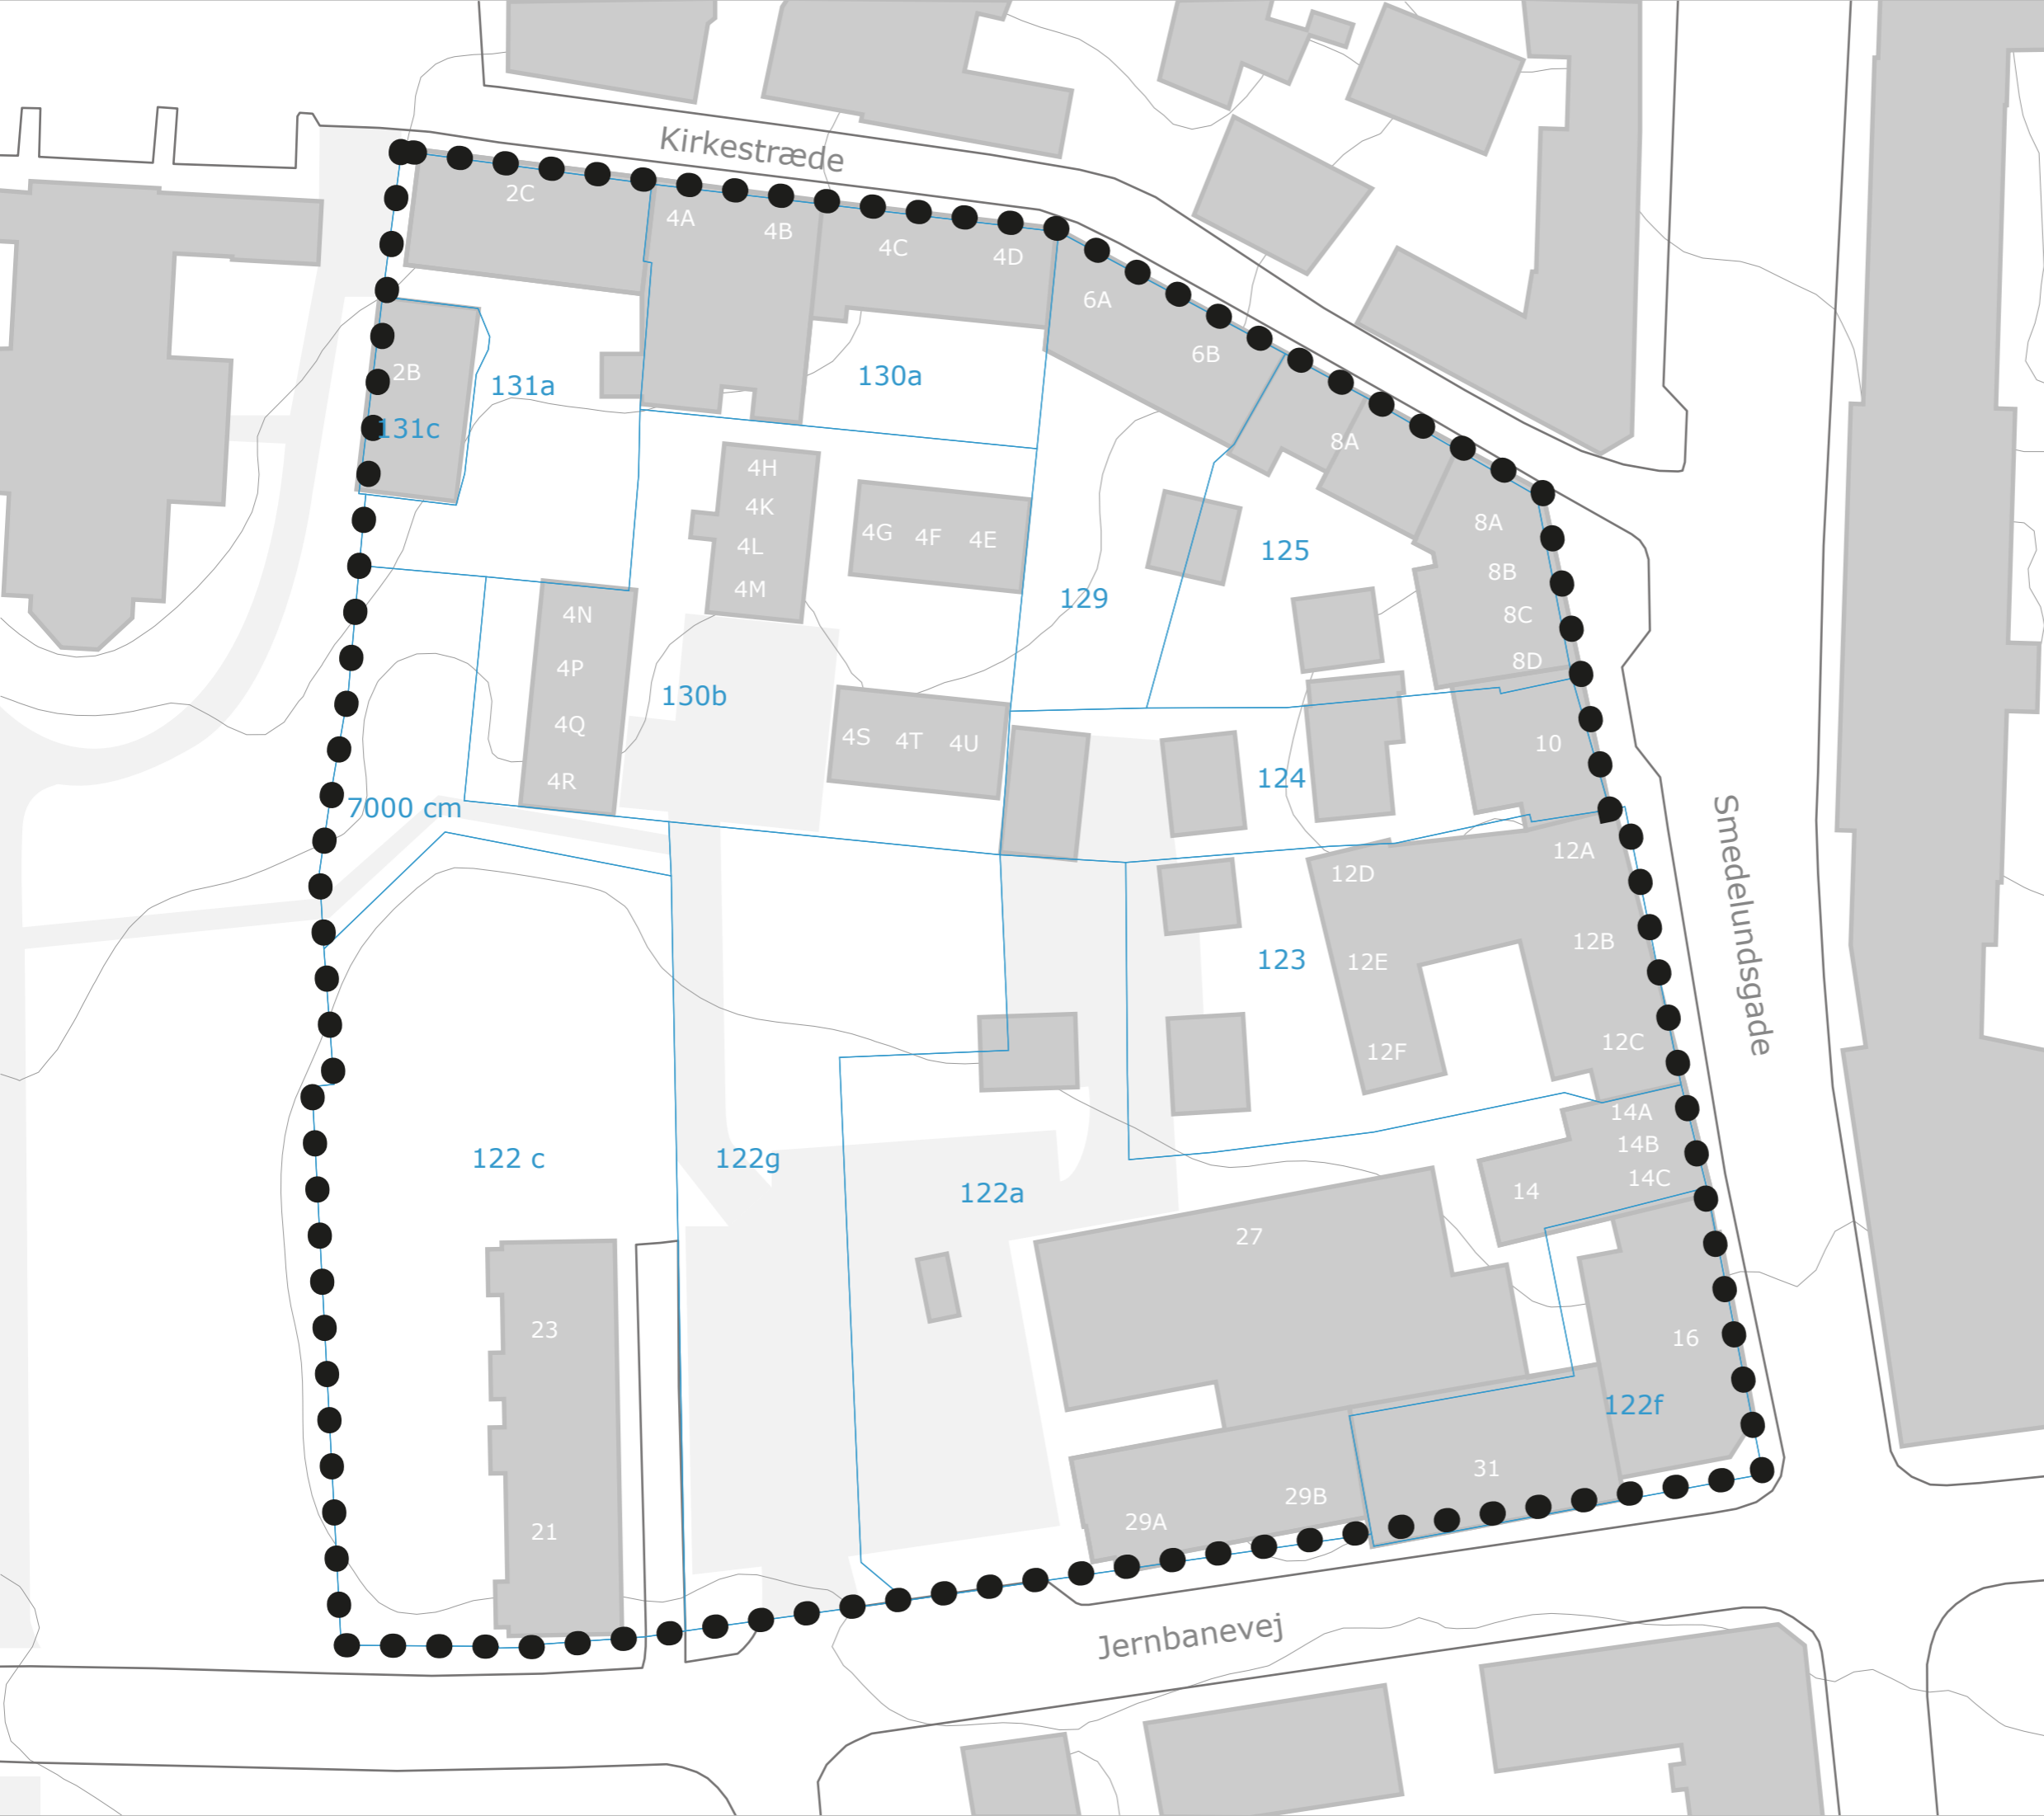 Kirkestræde
2C
4A
4B
4C
4D
6A
6B
2B
131a
130a
131c
8A
4H
4K
4L
4M
4G 4F 4E
8A
8B
8C
8D
125
129
4N
4P
4Q
4R
130b
4S 4T 4U
124
10
7000 cm
Smedelundsgade
12A
12D
12B
12E
123
12C
12F
14A
14B
14C
14
122 c
122g
122a
27
23
16
122f
31
29B
29A
21
Jernbanevej